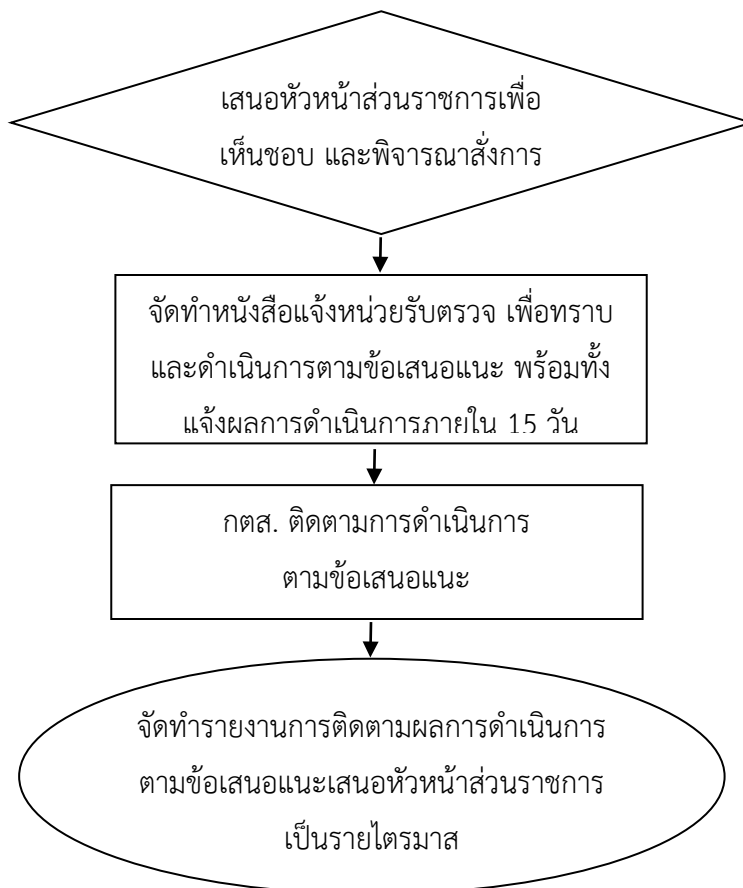 เสนอหัวหน้าส่วนราชการเพื่อ
เห็นชอบ และพิจารณาสั่งการ
จัดทำหนังสือแจ้งหน่วยรับตรวจ เพื่อทราบ
และดำเนินการตามข้อเสนอแนะ พร้อมทั้ง
แจ้งผลการดำเนินการภายใน 15 วัน
กตส. ติดตามการดำเนินการ
ตามข้อเสนอแนะ
จัดทำรายงานการติดตามผลการดำเนินการ
ตามข้อเสนอแนะเสนอหัวหน้าส่วนราชการ
เป็นรายไตรมาส